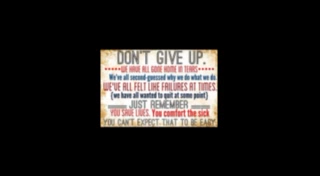 DON'T GIVE UP.
WE HAVE ALL GONE HOME IN TEARS
We've all second-guessed why we do what we do.
WE'VE ALL FELT LIKE FAILURES AT TIMES.
(we have all wanted to quit at some point)
JUST REMEMBER
YOU SAVE LIVES. You comfort the sick
YOU CAN'T EXPECT THAT TO BE EASY